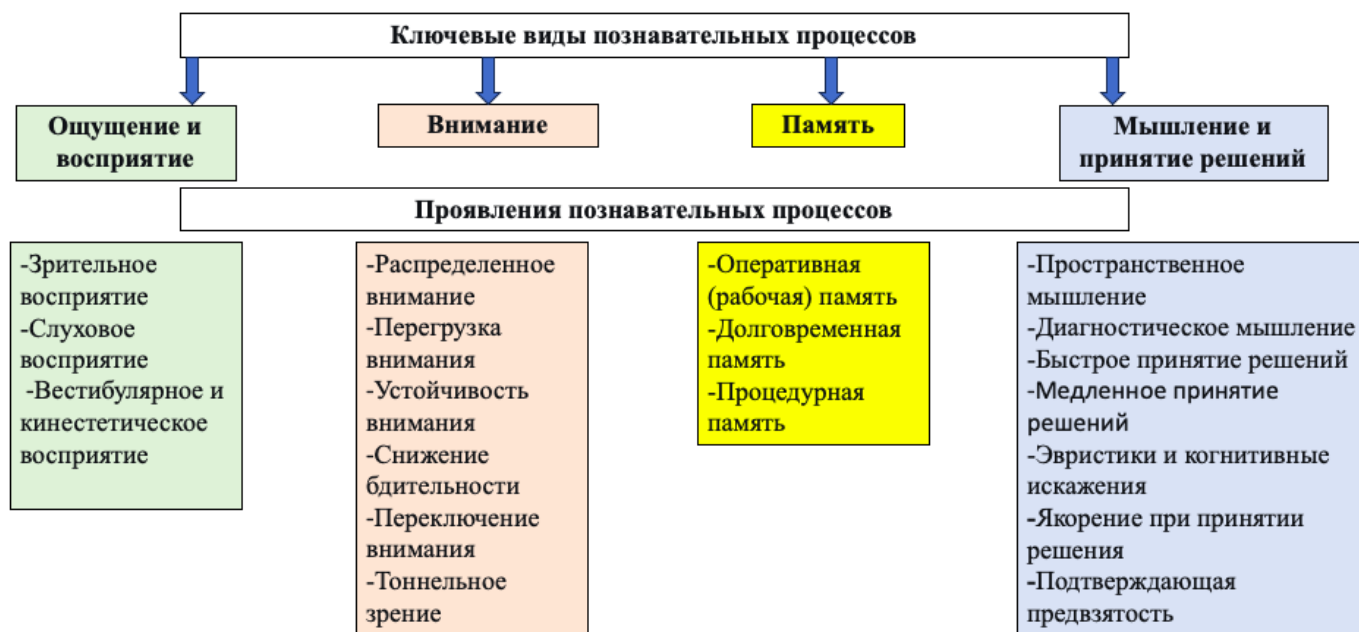 Ключевые виды познавательных процессов
Ощущение и
восприятие
Внимание
Память
Мышление и
принятие решений
Проявления познавательных процессов
-Зрительное
восприятие
-Слуховое
восприятие
-Вестибулярное и
кинестетическое
восприятие
-Распределенное
внимание
-Перегрузка
внимания
-Устойчивость
внимания
-Снижение
бдительности
-Переключение
внимания
-Тоннельное
зрение
-Оперативная
(рабочая) память
-Долговременная
память
-Процедурная
память
-Пространственное
мышление
-Диагностическое мышление
-Быстрое принятие решений
-Медленное принятие
решений
-Эвристики и когнитивные
искажения
-Якорение при принятии
решения
-Подтверждающая
предвзятость